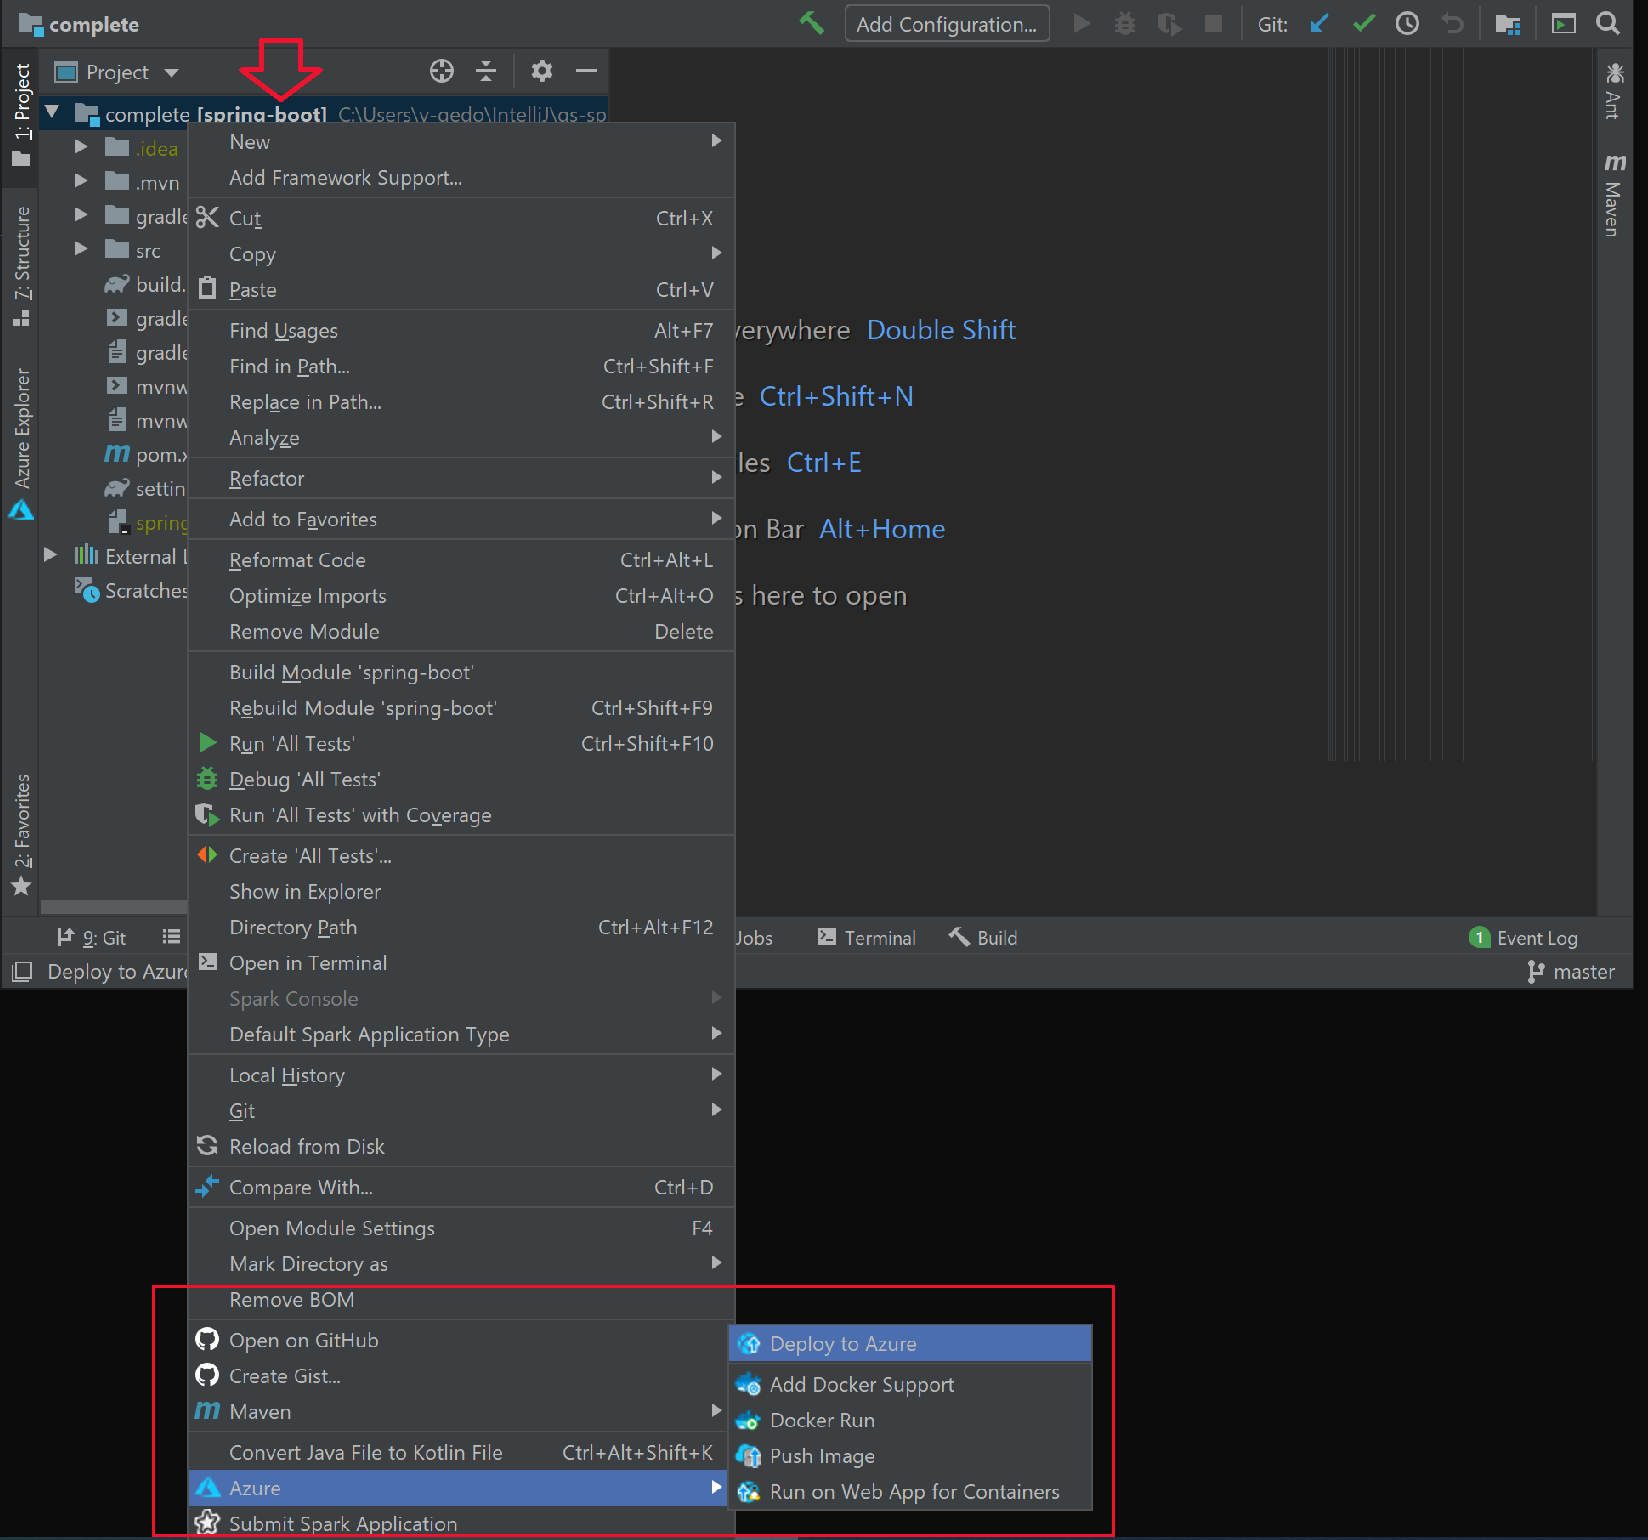 complete
Add Configuration...
Git:
Project
1: Project
7: Structure
Azure Explorer
2: Favorites
Ant
Maven
complete [spring-boot] C:\Users\v-qedo\IntelliJ\gs-sp
.idea
.mvn
gradle
src
build.
gradle
gradle
mvnw
mvnw
pom.x
settin
spring
External L
Scratches
New
Add Framework Support...
Cut Ctrl+X
Copy
Paste Ctrl+V
Find Usages Alt+F7
Find in Path... Ctrl+Shift+F
Replace in Path... Ctrl+Shift+R
Analyze
Refactor
Add to Favorites
Reformat Code Ctrl+Alt+L
Optimize Imports Ctrl+Alt+O
Remove Module Delete
Build Module 'spring-boot'
Rebuild Module 'spring-boot' Ctrl+Shift+F9
Run 'All Tests' Ctrl+Shift+F10
Debug 'All Tests'
Run 'All Tests' with Coverage
Create 'All Tests'...
Show in Explorer
Directory Path Ctrl+Alt+F12
Open in Terminal
Spark Console
Default Spark Application Type
Local History
Git
Reload from Disk
Compare With... Ctrl+D
Open Module Settings F4
Mark Directory as
Remove BOM
Open on GitHub
Create Gist...
Maven
Convert Java File to Kotlin File Ctrl+Alt+Shift+K
Azure
Submit Spark Application
Deploy to Azure
Add Docker Support
Docker Run
Push Image
Run on Web App for Containers
verywhere Double Shift
e Ctrl+Shift+N
les Ctrl+E
on Bar Alt+Home
s here to open
9: Git
Jobs
Terminal
Build
1 Event Log
Deploy to Azure
master